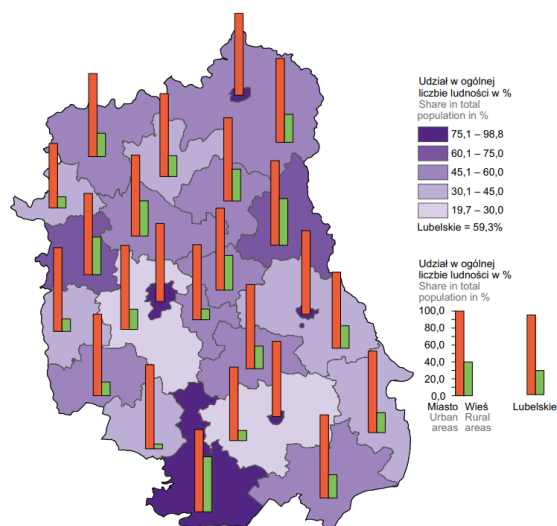 Udział w ogólnej
liczbie ludności w %
Share in total
population in %
75,1 – 98,8
60,1 – 75,0
45,1 – 60,0
30,1 – 45,0
19,7 – 30,0
Lubelskie = 59,3%
Udział w ogólnej
liczbie ludności w %
Share in total
population in %
100,0
80,0
60,0
40,0
20,0
0,0
Miasto Wieś Lubelskie
Urban Rural
areas areas